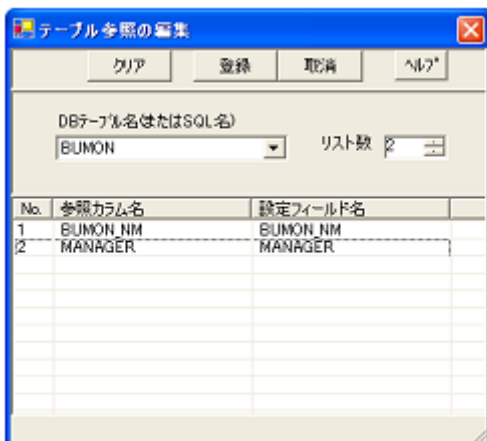 テーブル参照の編集
クリア 登録 取消 ヘルプ
DBテーブル名(またはSQL名)
BUMON リスト数 2
No. 参照カラム名 設定フィールド名
1 BUMON_NM BUMON_NM
2 MANAGER MANAGER